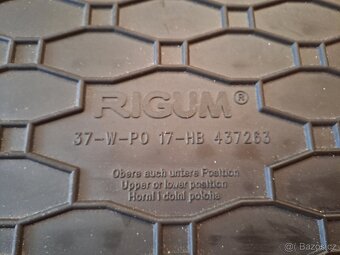 RIGUM®
37-W-PO 17-HB 437263
Obere auch untere Position
Upper or lower position
Horní i dolní poloha
Bazos.cz